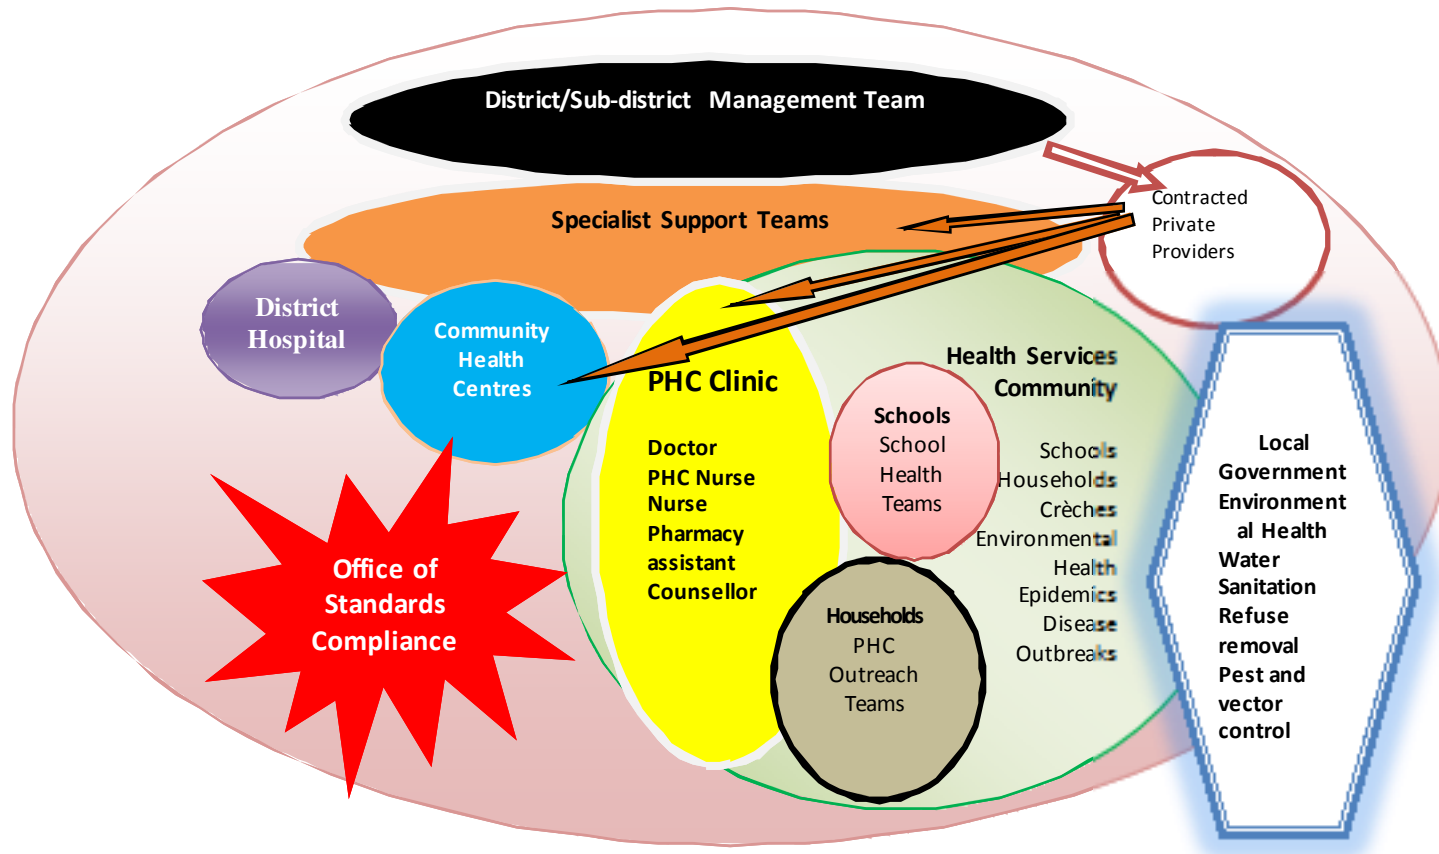 District/Sub-district Management Team
Specialist Support Teams
Contracted
Private
Providers
District
Hospital
Community
Health
Centres
PHC Clinic
Doctor
PHC Nurse
Nurse
Pharmacy
assistant
Counsellor
Schools
School
Health
Teams
Households
PHC
Outreach
Teams
Health Services
Community
Schools
Households
Crèches
Environmental
Health
Epidemics
Disease
Outbreaks
Local
Government
Environment
al Health
Water
Sanitation
Refuse
removal
Pest and
vector
control
Office of
Standards
Compliance